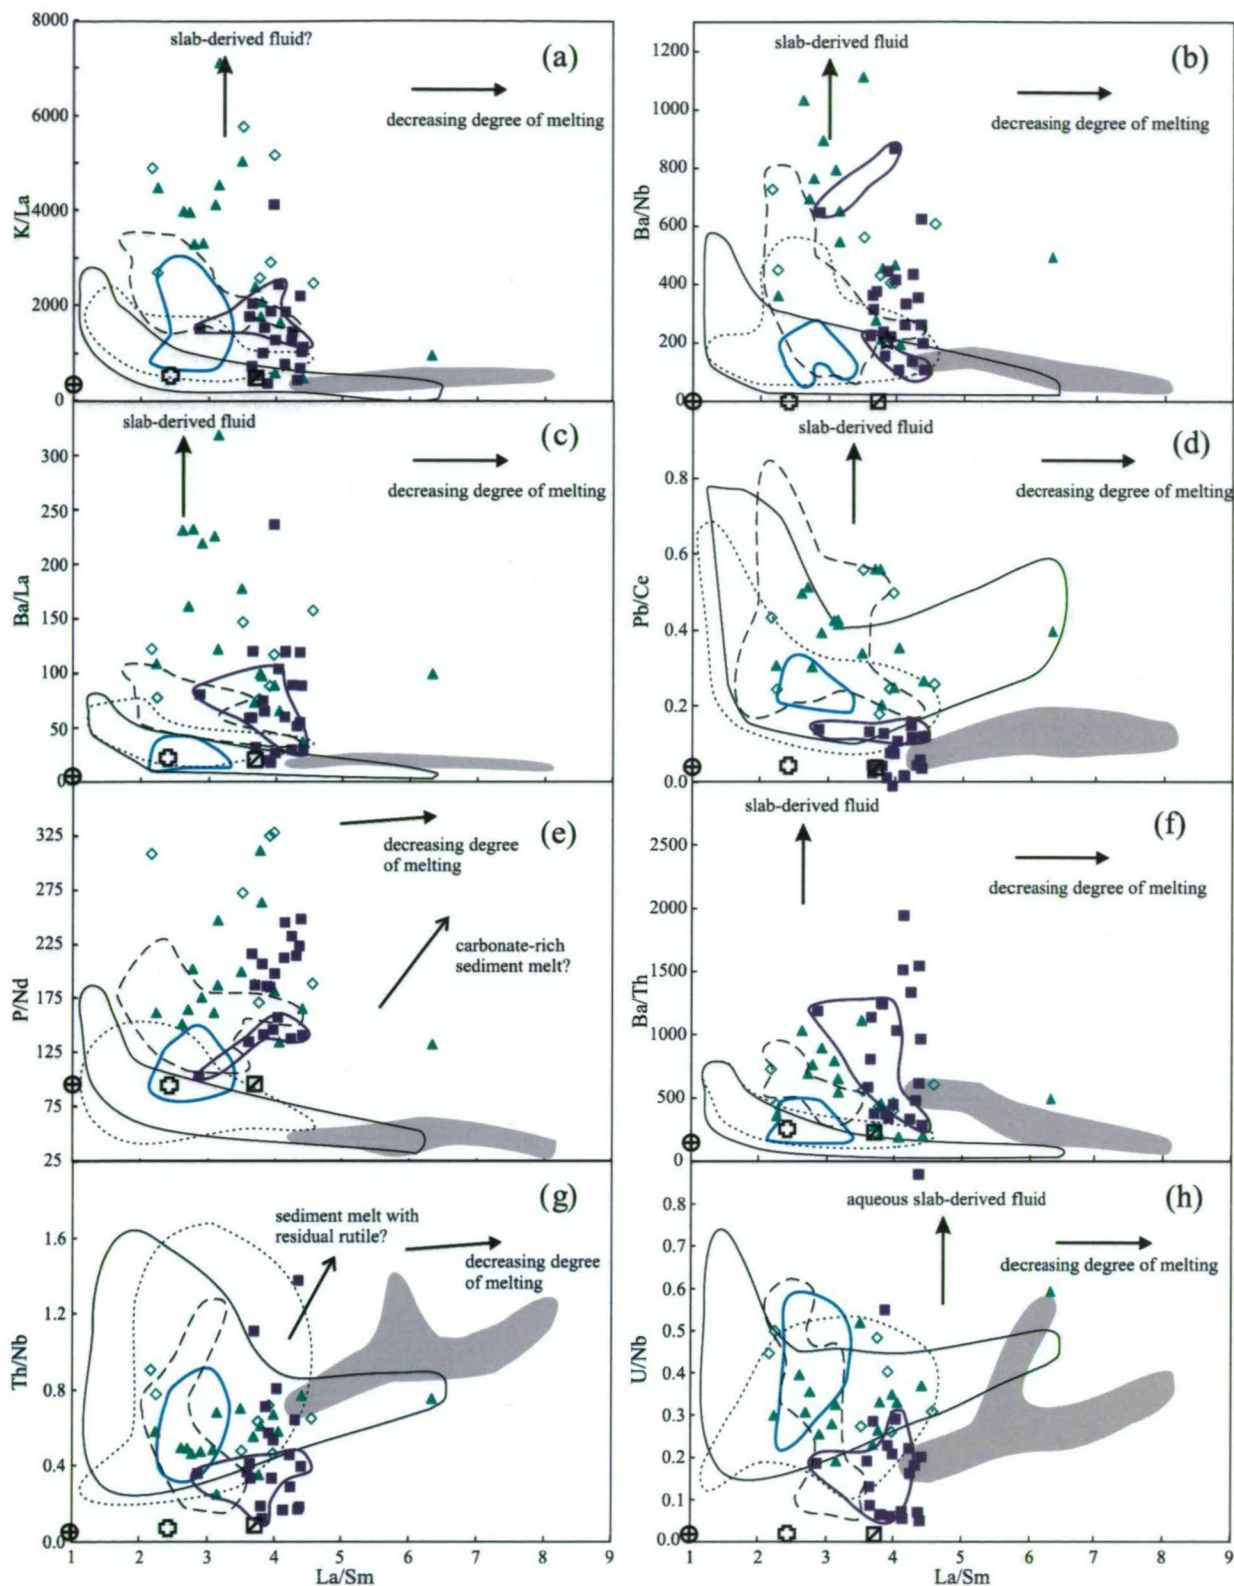 8000
6000
4000
2000
0
K/La
slab-derived fluid?
(a)
decreasing degree of melting
1200
1000
800
600
400
200
0
Ba/Nb
slab-derived fluid
(b)
decreasing degree of melting
300
250
200
150
100
50
0
Ba/La
slab-derived fluid
(c)
decreasing degree of melting
0.8
0.6
0.4
0.2
0.0
Pb/Ce
slab-derived fluid
(d)
decreasing degree of melting
325
275
225
175
125
75
25
P/Nd
(e)
decreasing degree
of melting
carbonate-rich
sediment melt?
2500
2000
1500
1000
500
0
Ba/Th
slab-derived fluid
(f)
decreasing degree of melting
1.6
1.2
0.8
0.4
0.0
Th/Nb
sediment melt with
residual rutile?
(g)
decreasing degree
of melting
1 2 3 4 5 6 7 8 9
La/Sm
0.8
0.7
0.6
0.5
0.4
0.3
0.2
0.1
0.0
U/Nb
aqueous slab-derived fluid
(h)
decreasing degree of melting
1 2 3 4 5 6 7 8 9
La/Sm